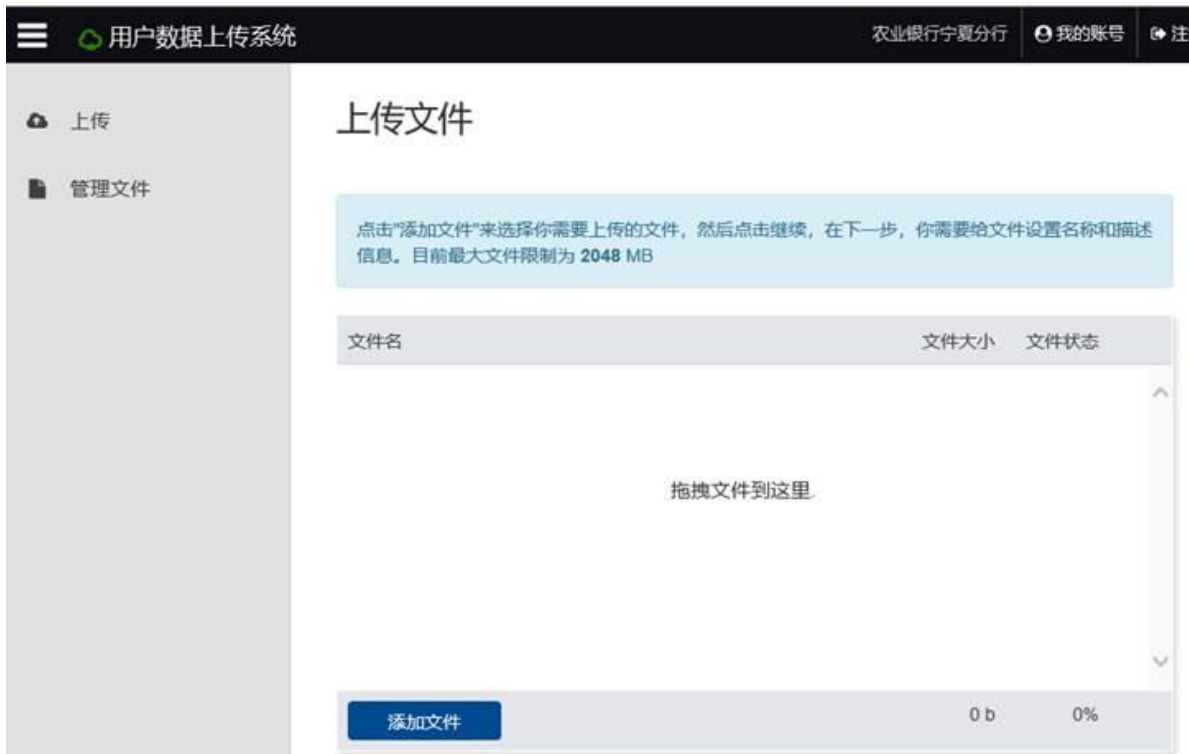 用户数据上传系统
农业银行宁夏分行
我的账号
注
上传
管理文件
上传文件
点击"添加文件"来选择你需要上传的文件，然后点击继续，在下一步，你需要给文件设置名称和描述
信息。目前最大文件限制为 2048 MB
文件名 文件大小 文件状态
拖拽文件到这里.
添加文件 0 b 0%